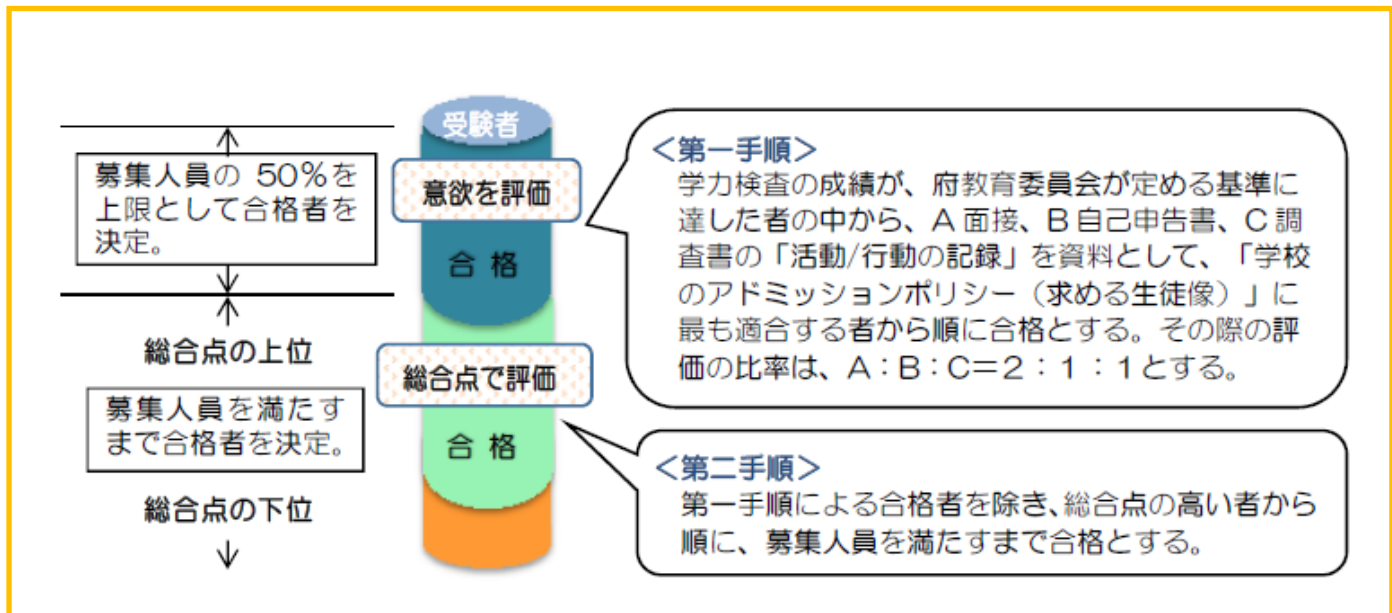 受験者
募集人員の 50%を
上限として合格者を
決定。
意欲を評価
合 格
総合点の上位
総合点で評価
募集人員を満たす
まで合格者を決定。
合 格
総合点の下位
＜第一手順＞
学力検査の成績が、府教育委員会が定める基準に
達した者の中から、A 面接、B 自己申告書、C 調
査書の「活動/行動の記録」を資料として、「学校
のアドミッションポリシー（求める生徒像）」に
最も適合する者から順に合格とする。その際の評
価の比率は、A：B：C＝2：1：1とする。
＜第二手順＞
第一手順による合格者を除き、総合点の高い者から
順に、募集人員を満たすまで合格とする。